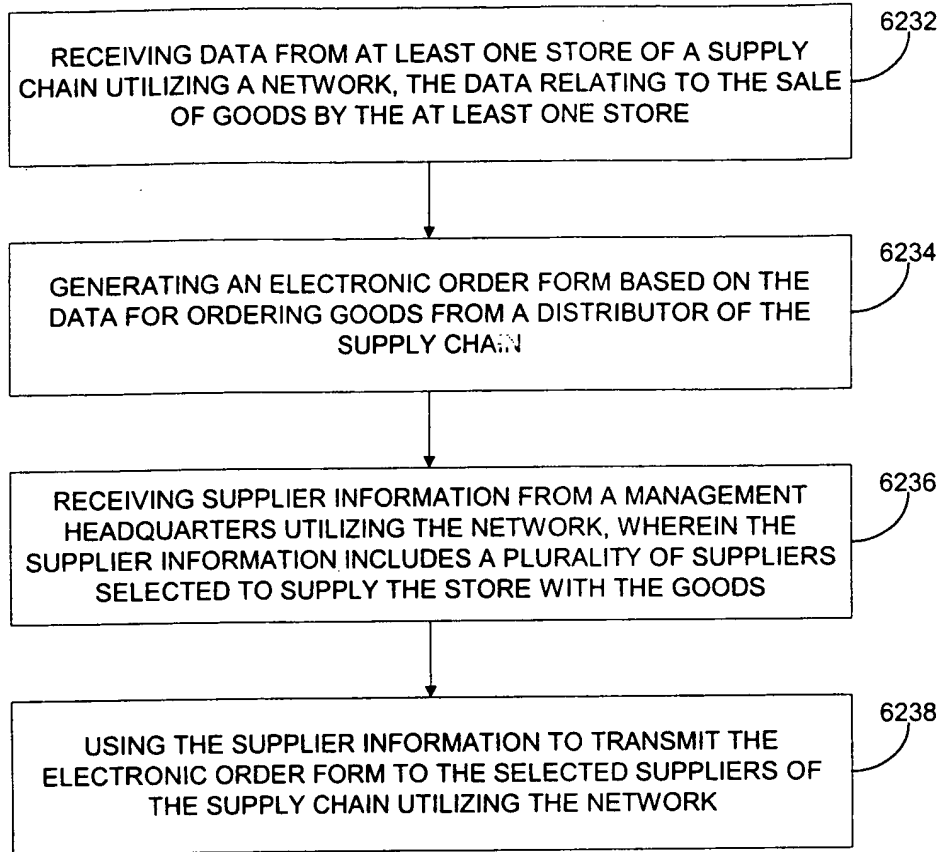 6232
RECEIVING DATA FROM AT LEAST ONE STORE OF A SUPPLY
CHAIN UTILIZING A NETWORK, THE DATA RELATING TO THE SALE
OF GOODS BY THE AT LEAST ONE STORE
6234
GENERATING AN ELECTRONIC ORDER FORM BASED ON THE
DATA FOR ORDERING GOODS FROM A DISTRIBUTOR OF THE
SUPPLY CHAIN
6236
RECEIVING SUPPLIER INFORMATION FROM A MANAGEMENT
HEADQUARTERS UTILIZING THE NETWORK, WHEREIN THE
SUPPLIER INFORMATION INCLUDES A PLURALITY OF SUPPLIERS
SELECTED TO SUPPLY THE STORE WITH THE GOODS
6238
USING THE SUPPLIER INFORMATION TO TRANSMIT THE
ELECTRONIC ORDER FORM TO THE SELECTED SUPPLIERS OF
THE SUPPLY CHAIN UTILIZING THE NETWORK